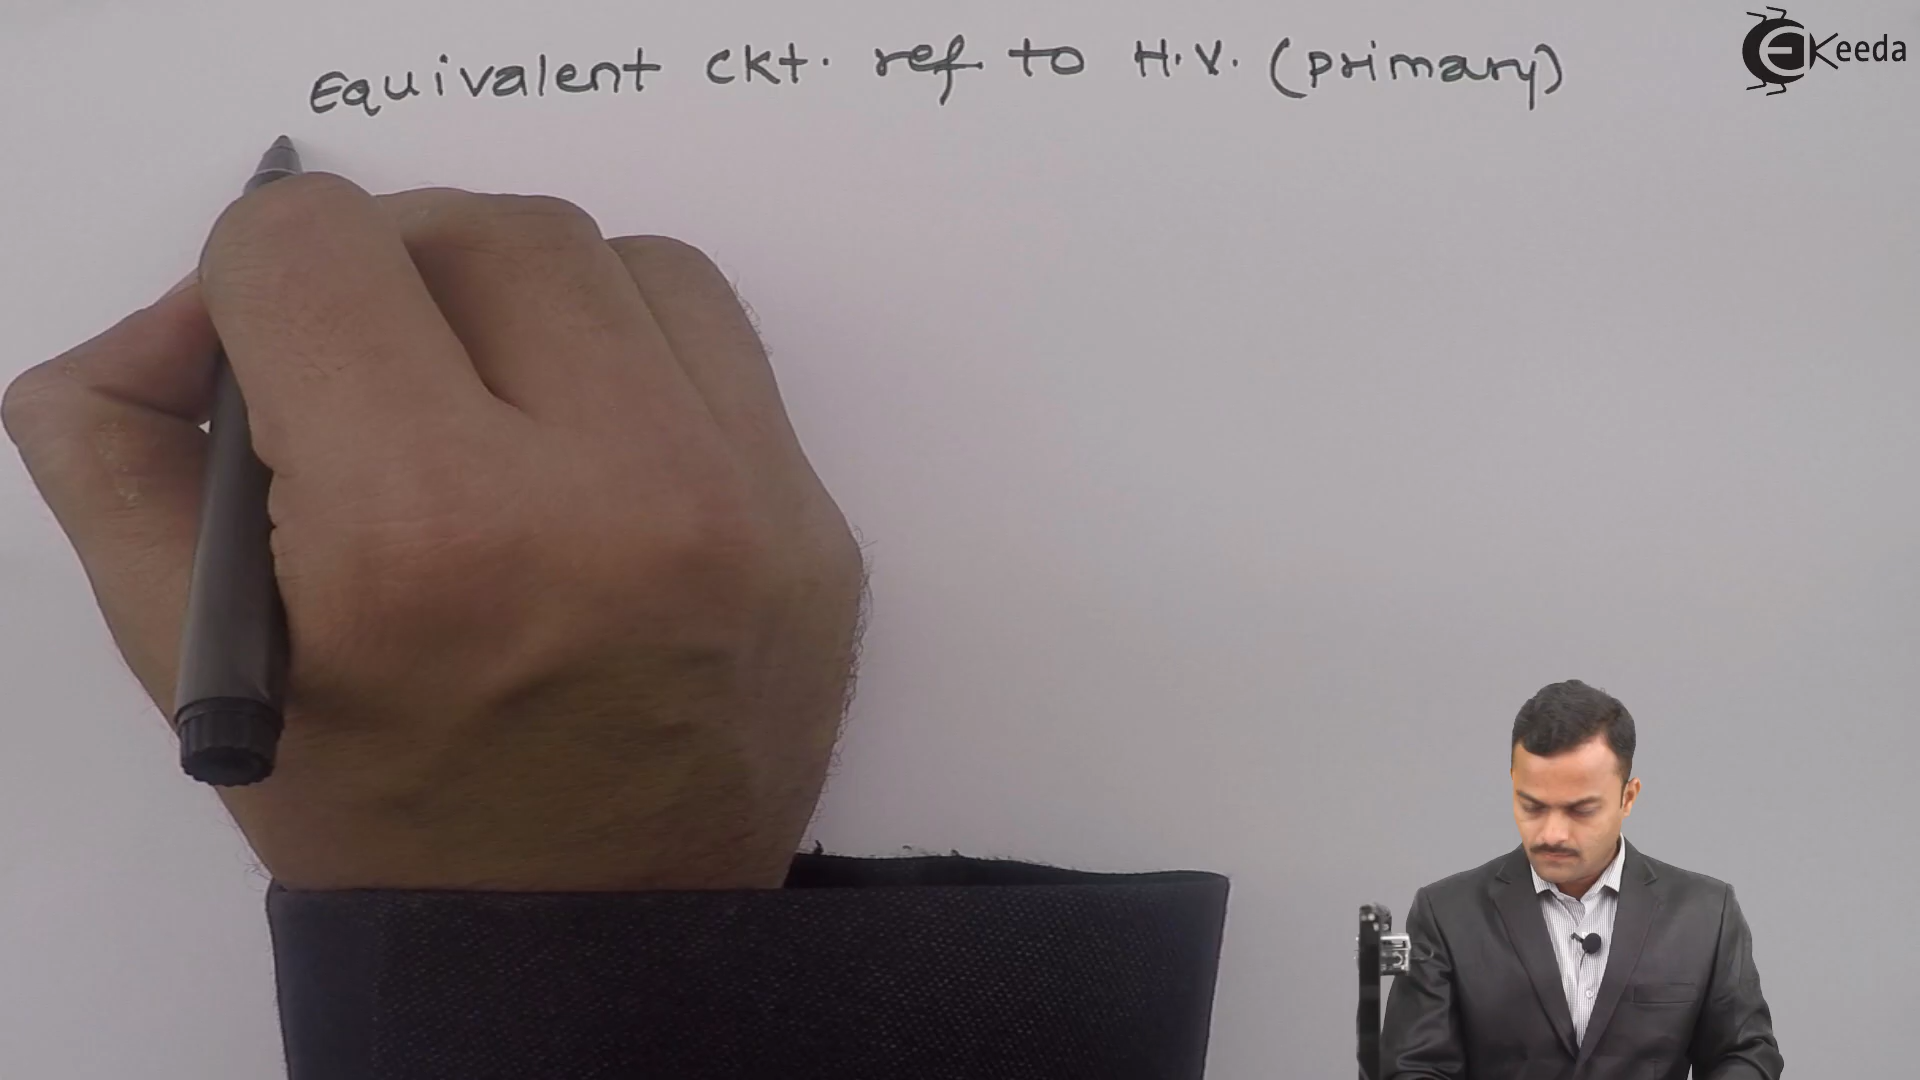 Equivalent ckt. ref. to H.V. (primary)
EKeeda